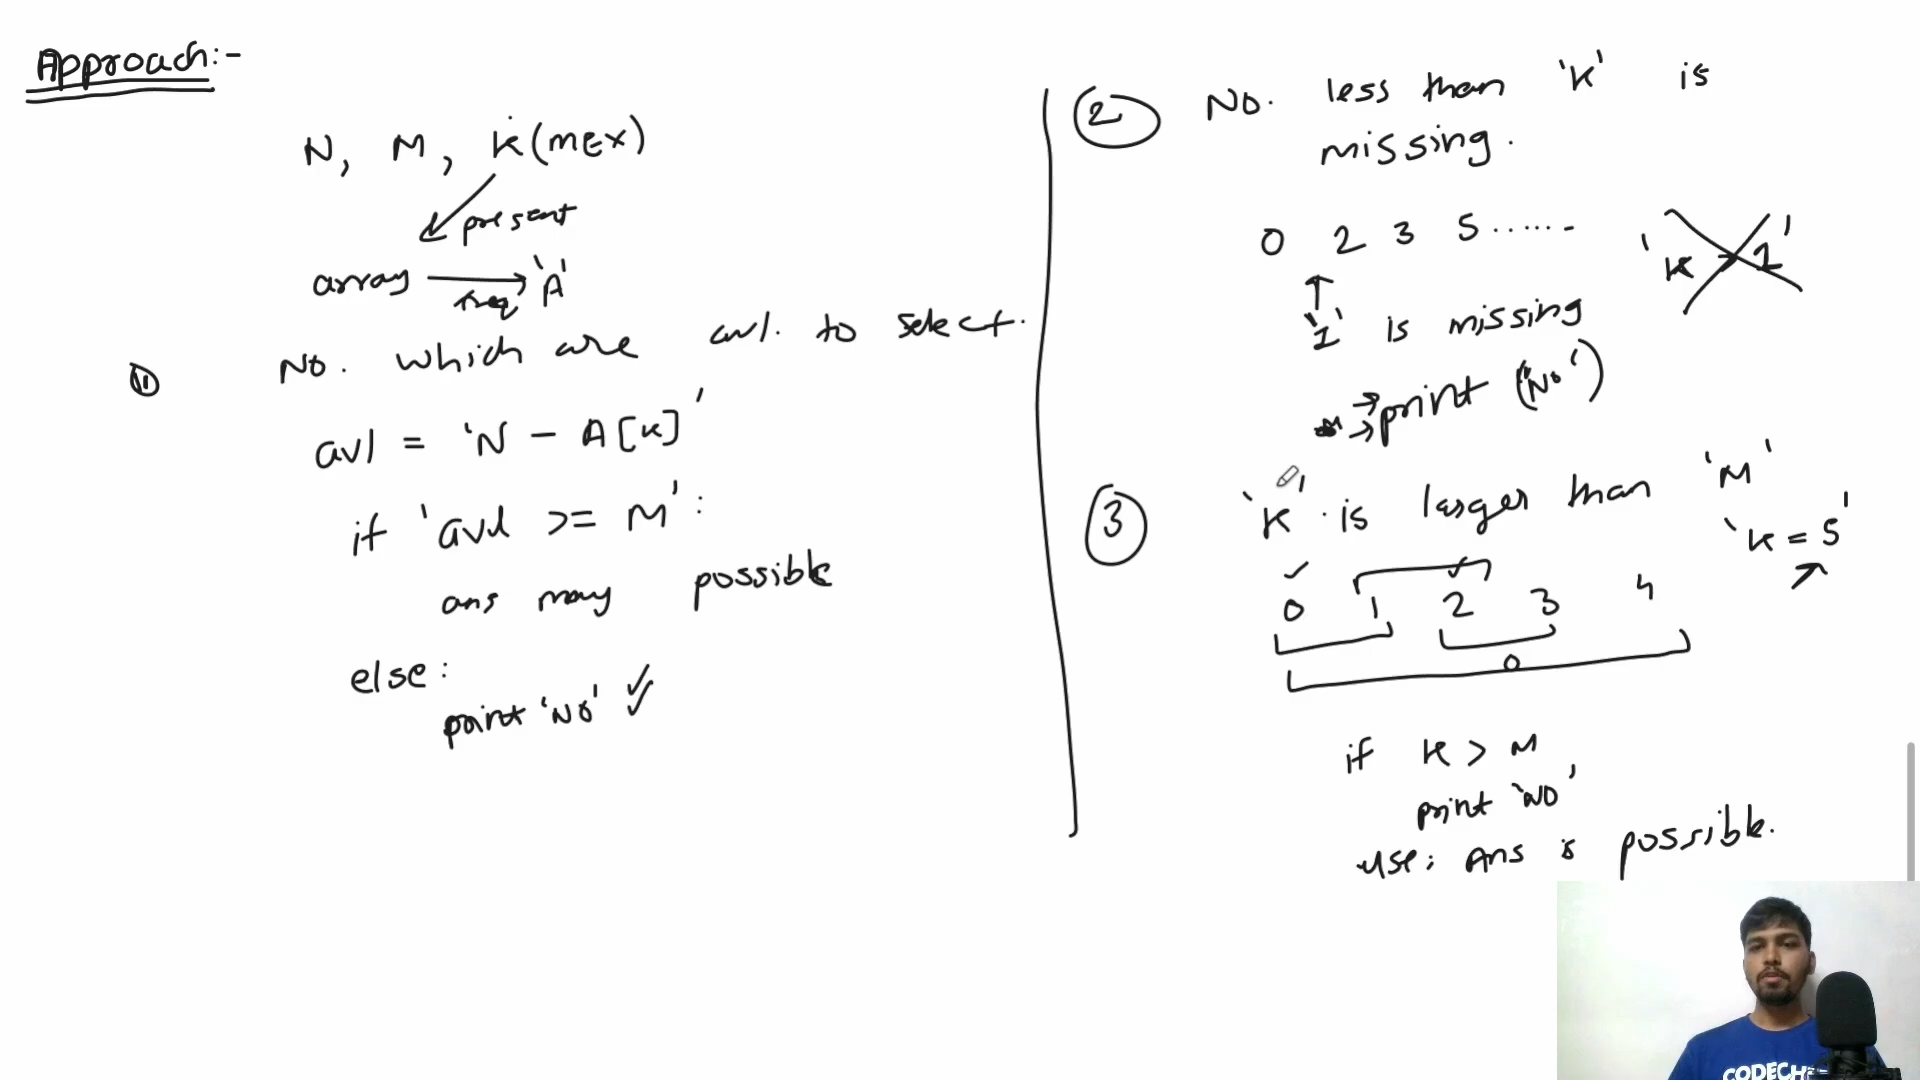 Approach:-
N, M, K(MEX)
present
array → 'A'
freq
① No. which are avl. to select.
avl = 'N - A[K]'
if 'avl >= M':
ans may possible
else:
print 'NO'
② No. less than 'K' is
missing.
0 2 3 5 ......
'K → 1'
'1' is missing
→ print ('NO')
③ 'K' is larger than 'M'
'K = 5'
0 1 2 3 4
0
if K > M
print 'NO'
else: Ans is possible.
CODECH